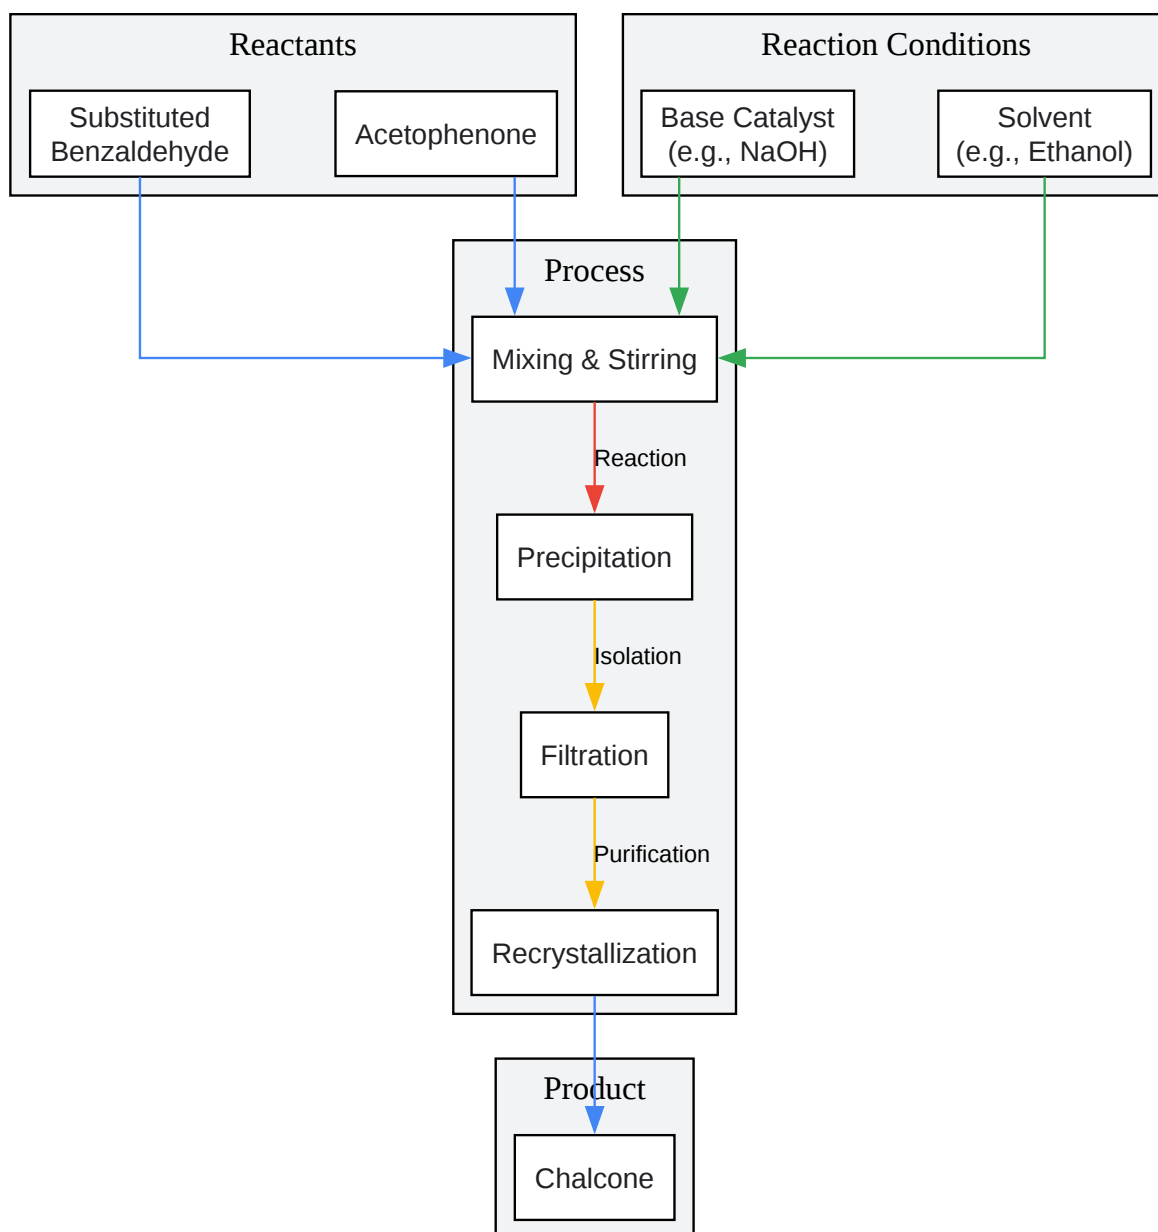 Reactants
Reaction Conditions
Substituted
Benzaldehyde
Acetophenone
Base Catalyst
(e.g., NaOH)
Solvent
(e.g., Ethanol)
Process
Mixing & Stirring
Reaction
Precipitation
Isolation
Filtration
Purification
Recrystallization
Product
Chalcone